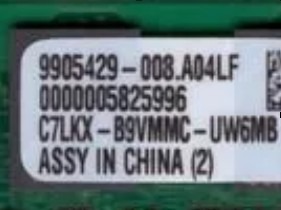 9905429-008.A04LF
0000005825996
C7LKX-B9VMMC-UW6MB
ASSY IN CHINA (2)